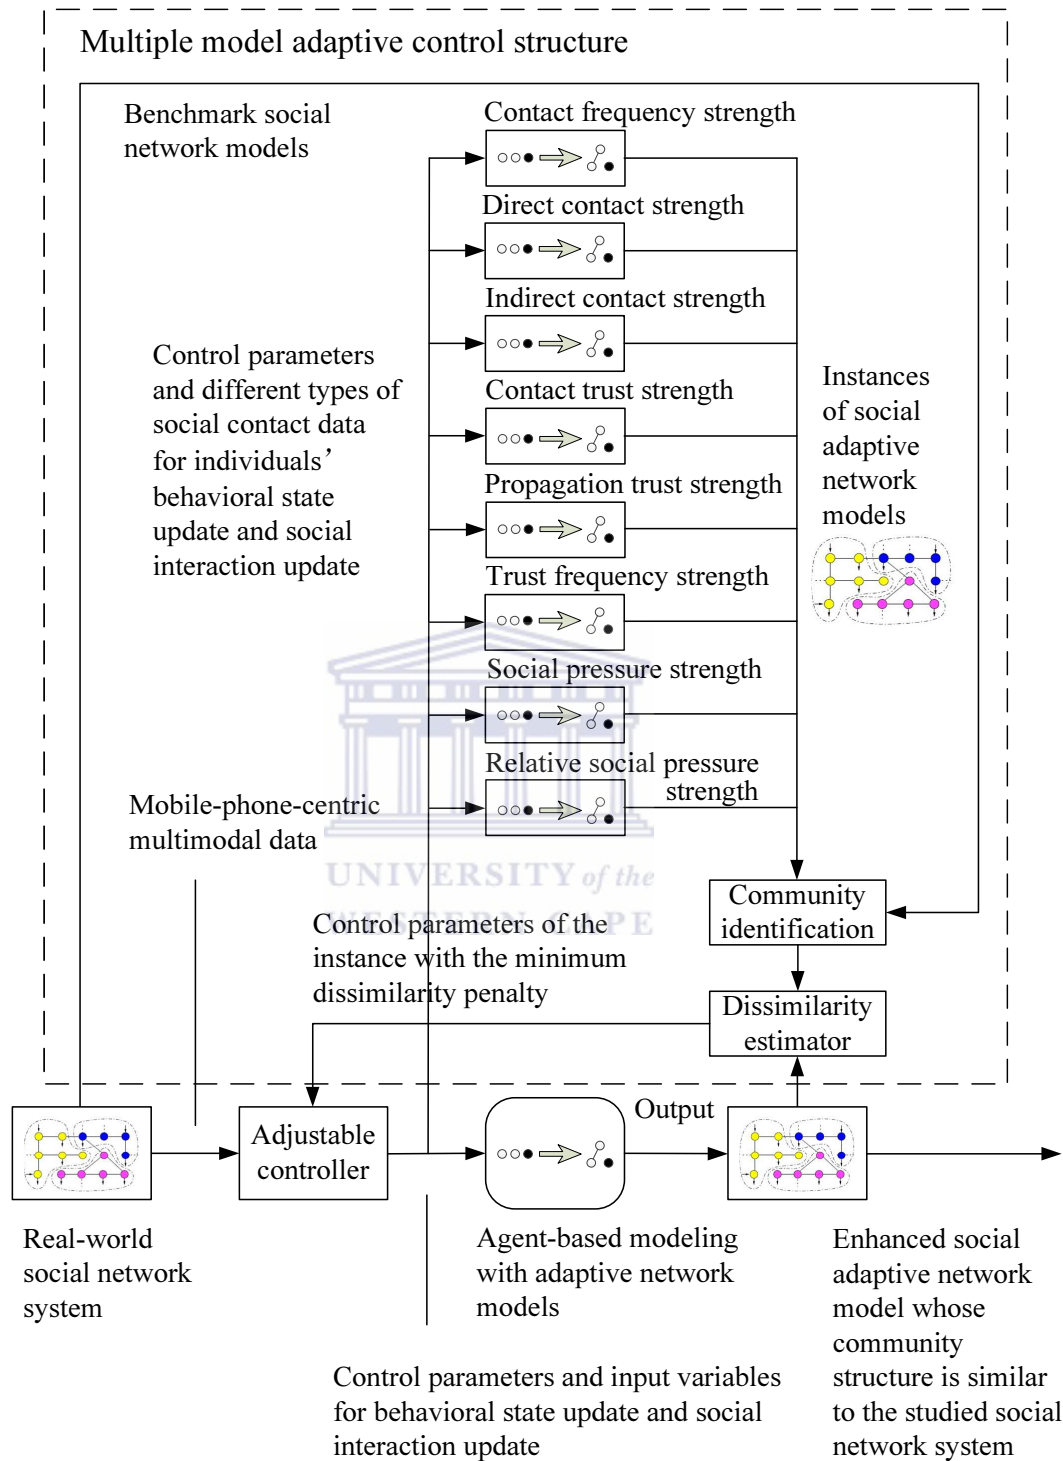 Multiple model adaptive control structure
Benchmark social
network models
Contact frequency strength
Direct contact strength
Indirect contact strength
Control parameters
and different types of
social contact data
for individuals’
behavioral state
update and social
interaction update
Contact trust strength
Propagation trust strength
Trust frequency strength
Social pressure strength
Relative social pressure
strength
Instances
of social
adaptive
network
models
Mobile-phone-centric
multimodal data
UNIVERSITY of the
WESTERN CAPE
Community
identification
Control parameters of the
instance with the minimum
dissimilarity penalty
Dissimilarity
estimator
Adjustable
controller
Output
Real-world
social network
system
Agent-based modeling
with adaptive network
models
Enhanced social
adaptive network
model whose
community
structure is similar
to the studied social
network system
Control parameters and input variables
for behavioral state update and social
interaction update